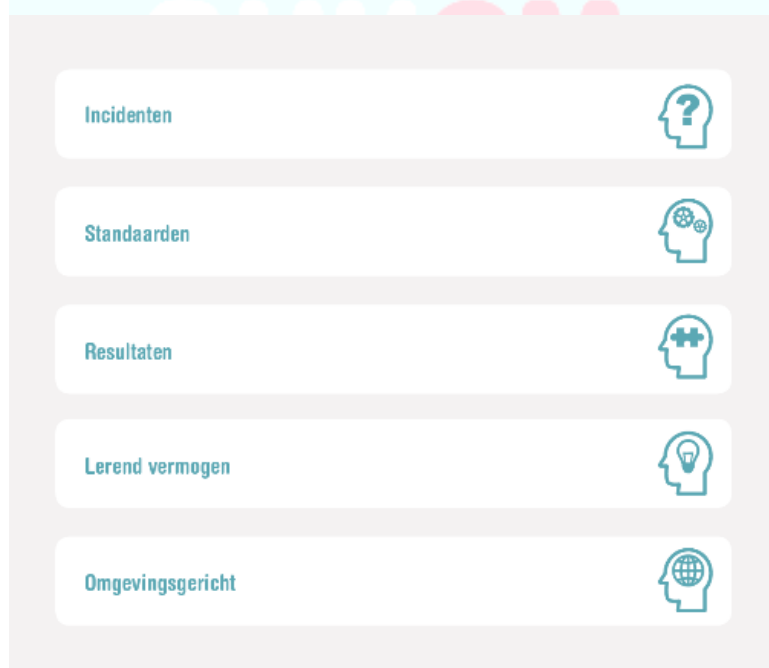 Incidenten
Standaarden
Resultaten
Lerend vermogen
Omgevingsgericht